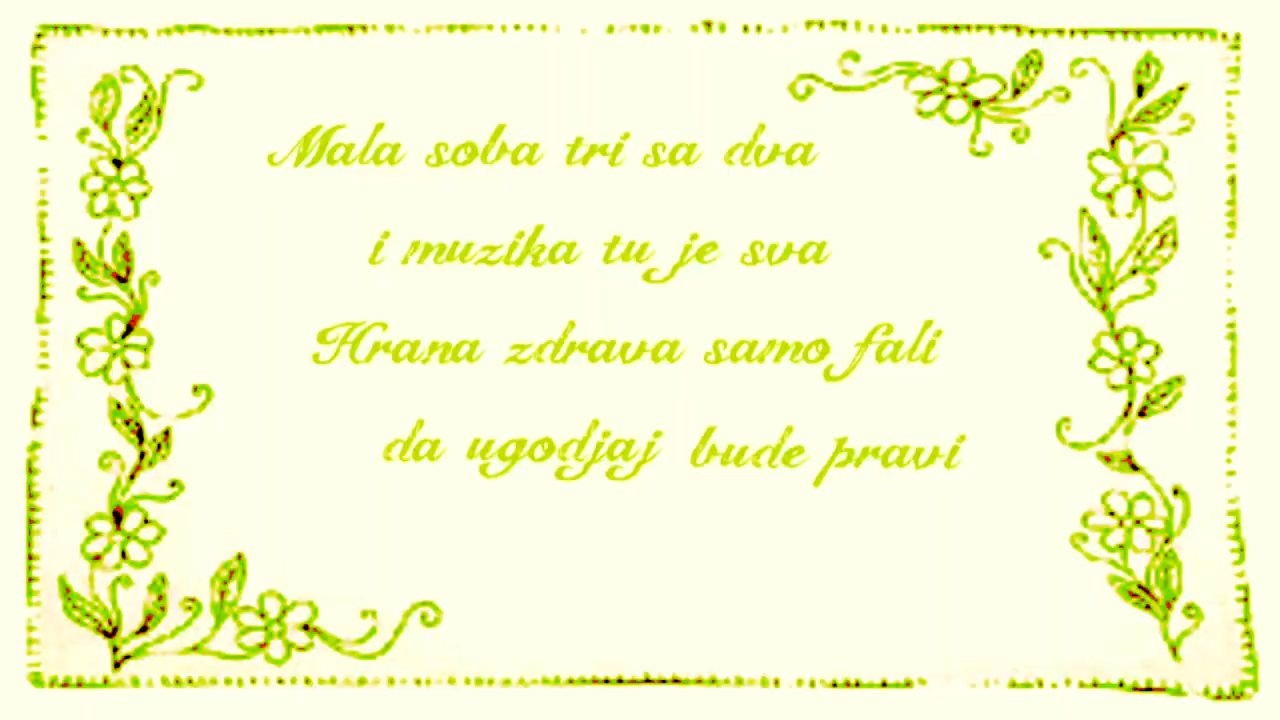 Mala soba tri sa dva
i muzika tu je sva
Hrana zdrava samo fali
da ugodjaj bude pravi